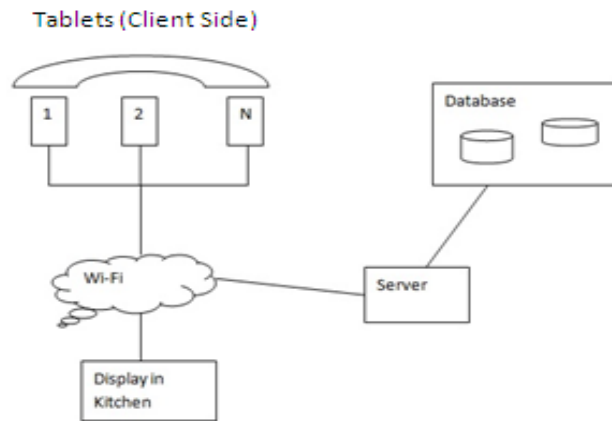 Tablets (Client Side)
1
2
N
Database
Wi-Fi
Server
Display in
Kitchen